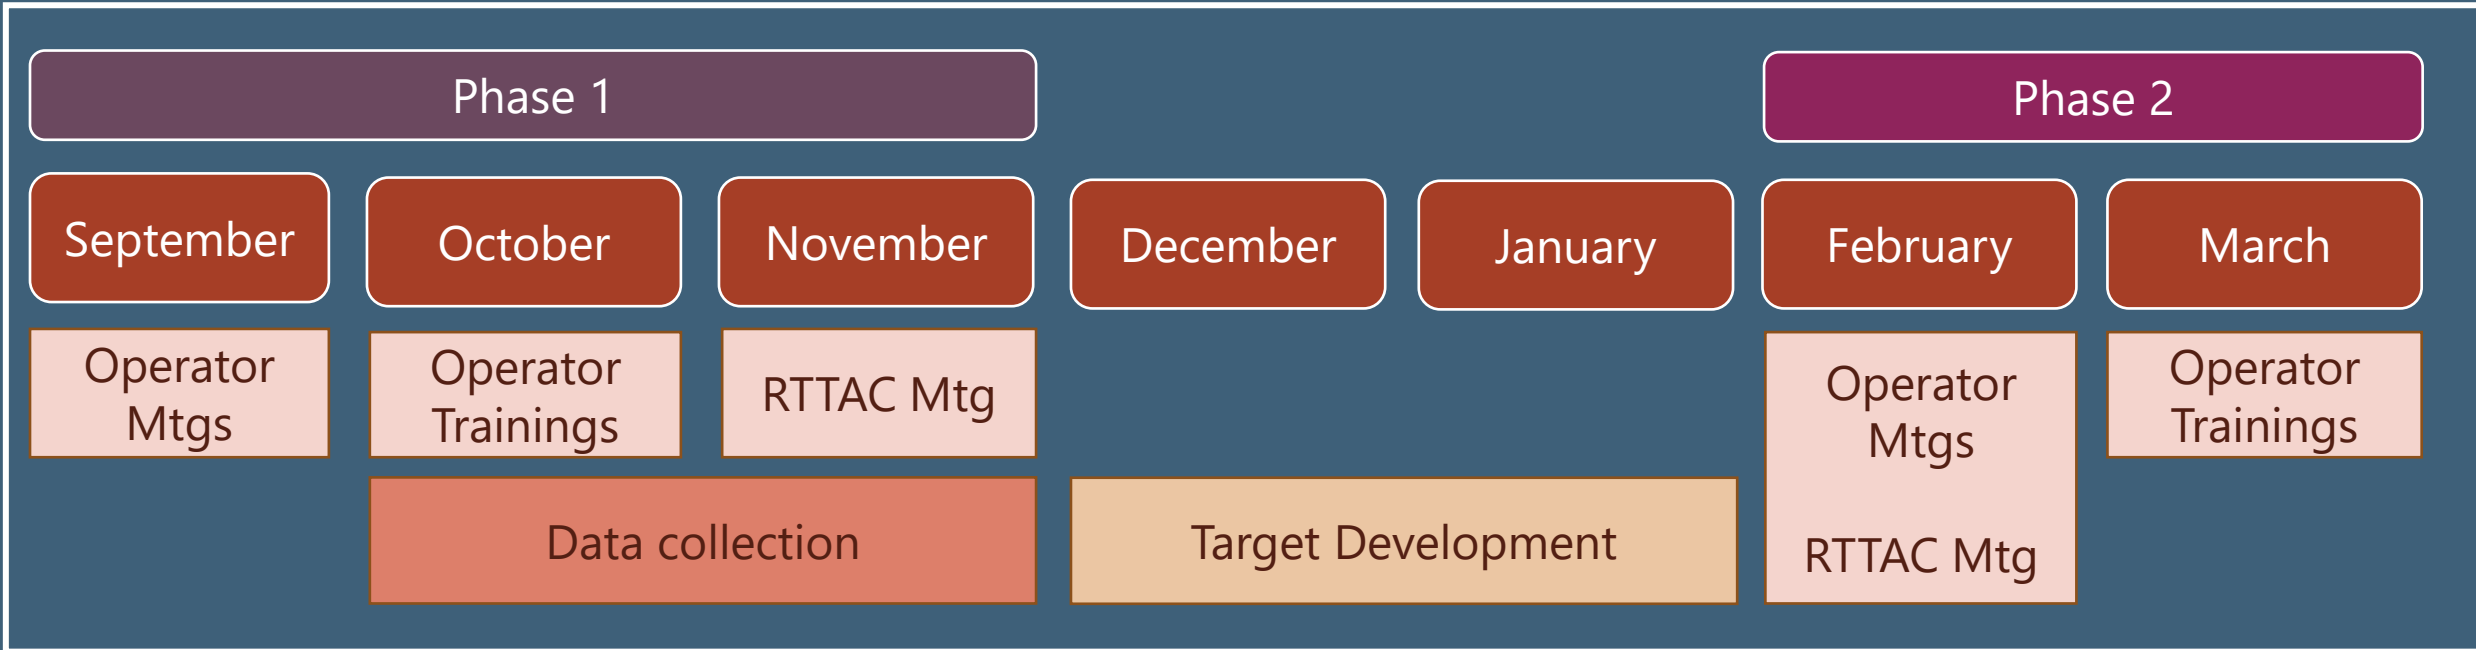 Phase 1
Phase 2
September
October
November
December
January
February
March
Operator
Mtgs
Operator
Trainings
RTTAC Mtg
Operator
Mtgs
RTTAC Mtg
Operator
Trainings
Data collection
Target Development